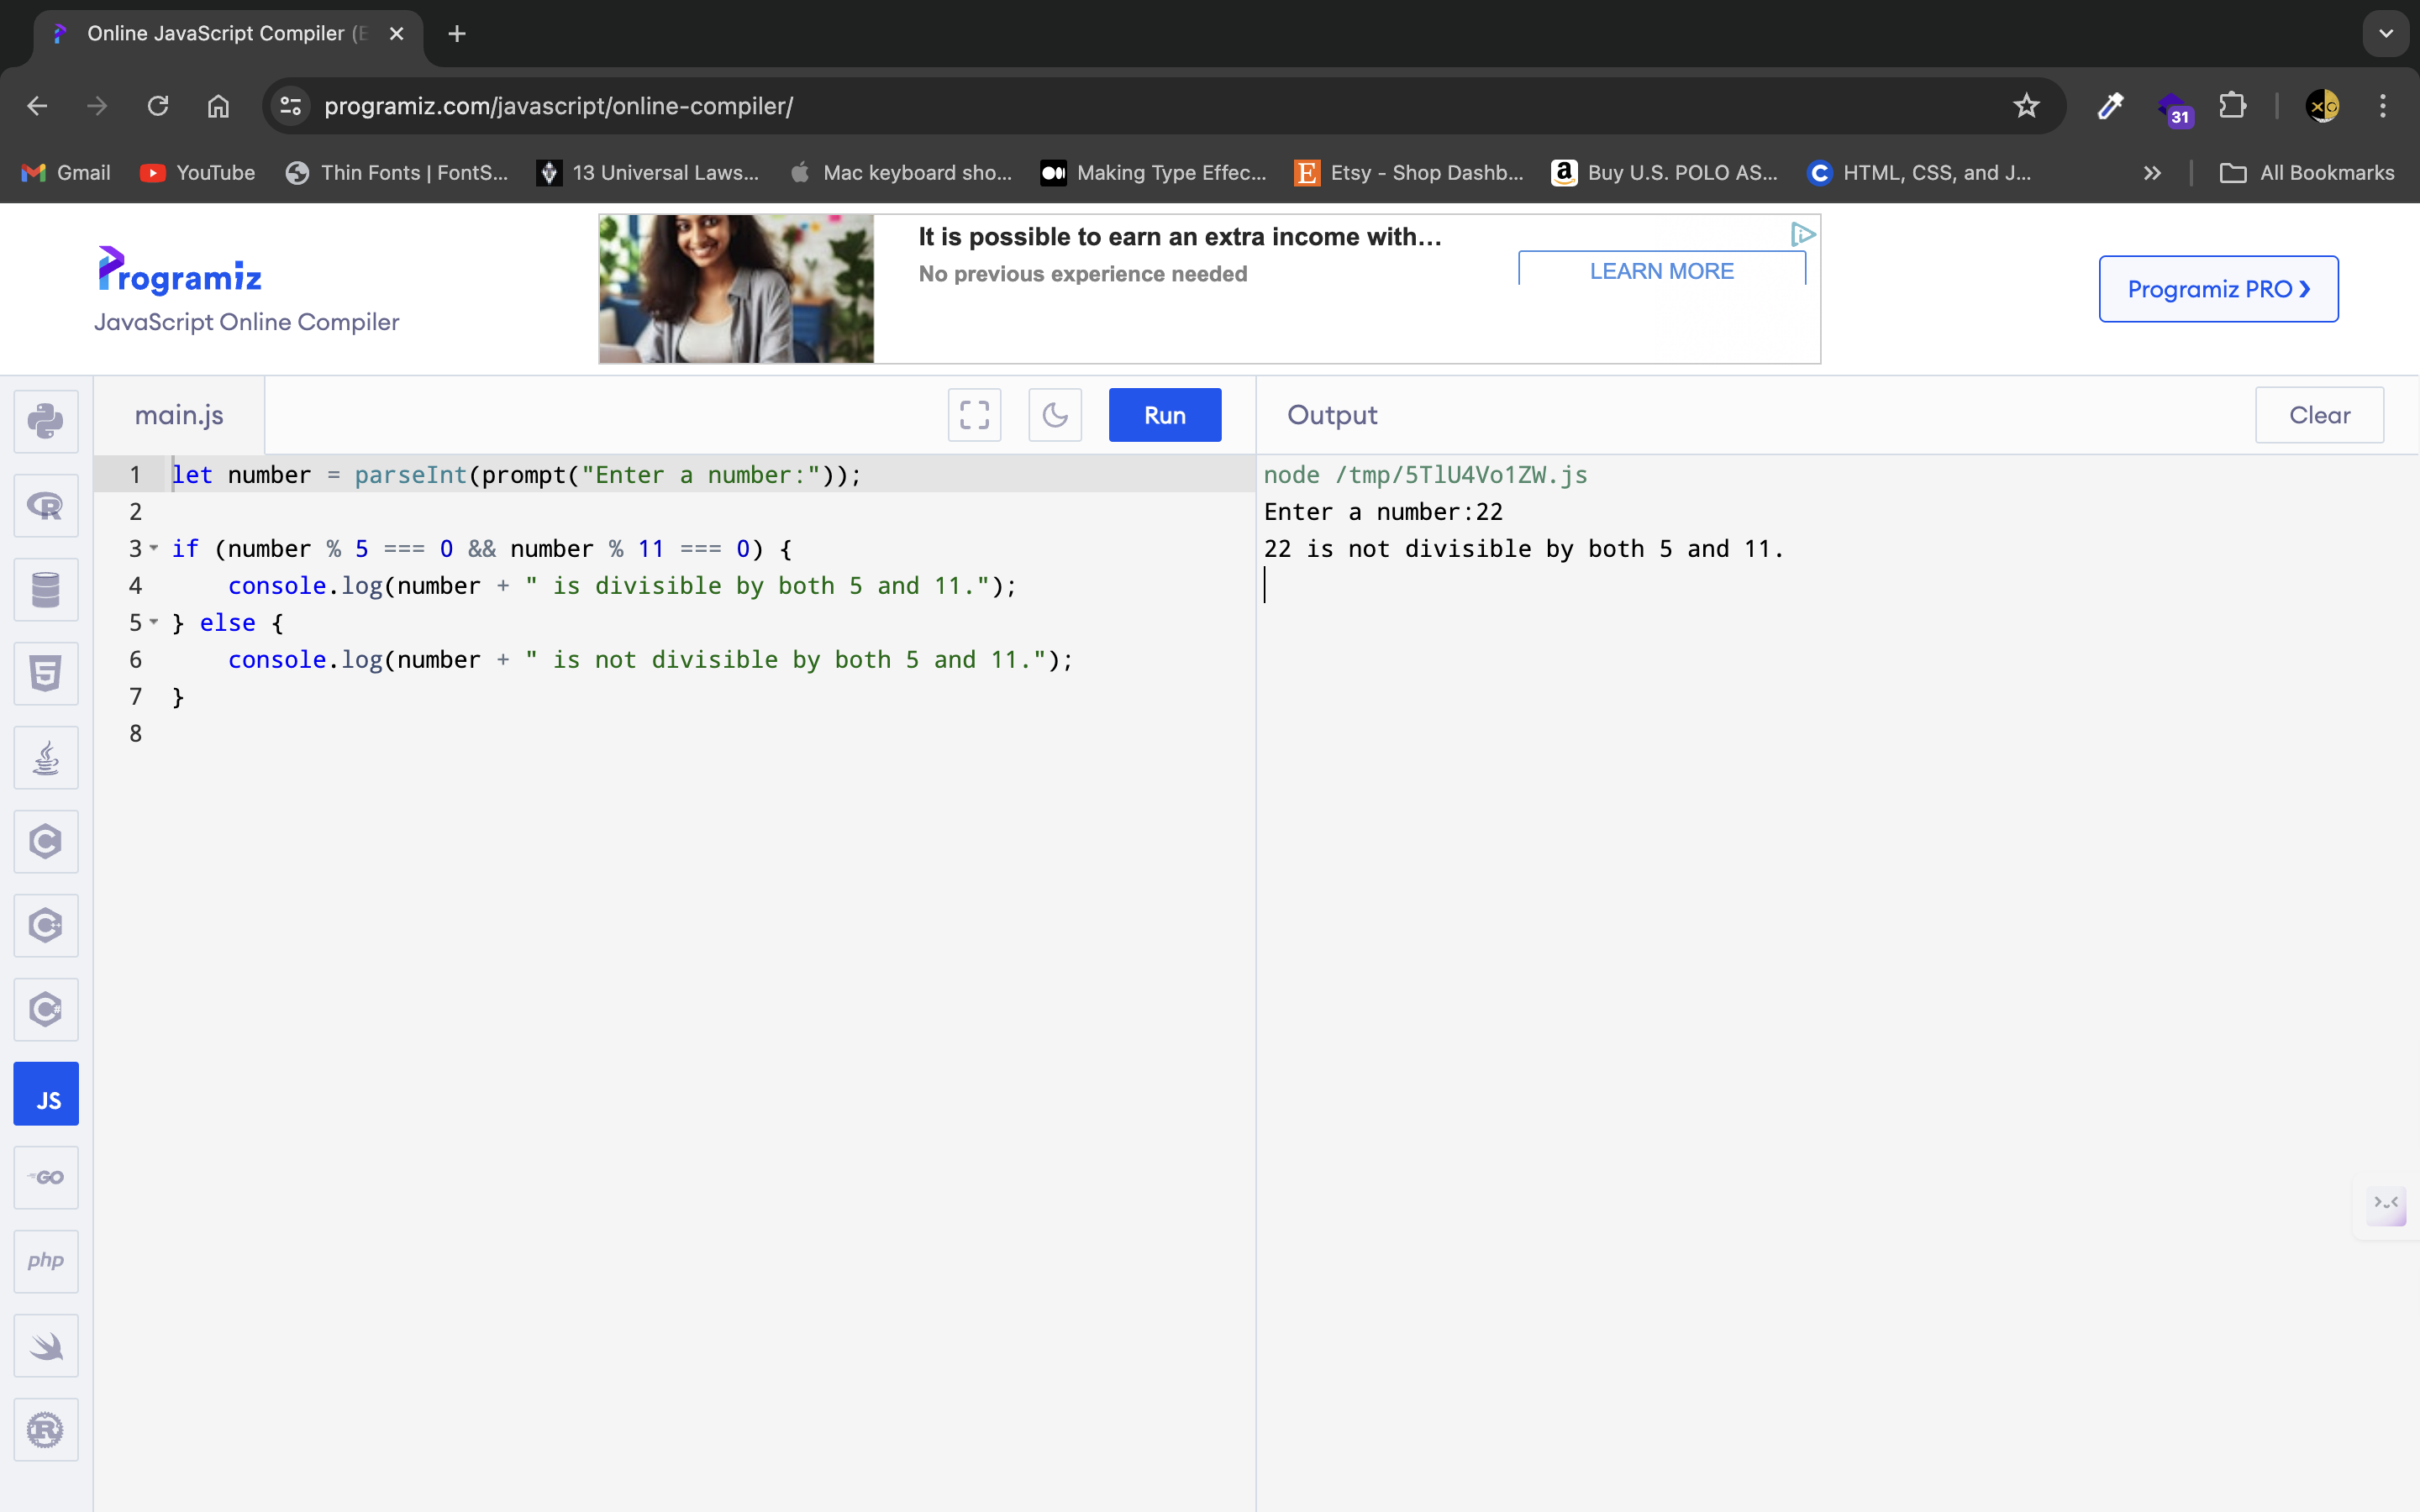 Online JavaScript Compiler (E
programiz.com/javascript/online-compiler/
31
Gmail
YouTube
Thin Fonts | FontS...
13 Universal Laws...
Mac keyboard sho...
Making Type Effec...
Etsy - Shop Dashb...
Buy U.S. POLO AS...
HTML, CSS, and J...
All Bookmarks
Programiz
JavaScript Online Compiler
It is possible to earn an extra income with...
No previous experience needed
LEARN MORE
Programiz PRO ❯
main.js
Run
Output
Clear
1 let number = parseInt(prompt("Enter a number:"));
2
3 if (number % 5 === 0 && number % 11 === 0) {
4     console.log(number + " is divisible by both 5 and 11.");
5 } else {
6     console.log(number + " is not divisible by both 5 and 11.");
7 }
8
node /tmp/5TlU4Vo1ZW.js
Enter a number:22
22 is not divisible by both 5 and 11.
JS
GO
php